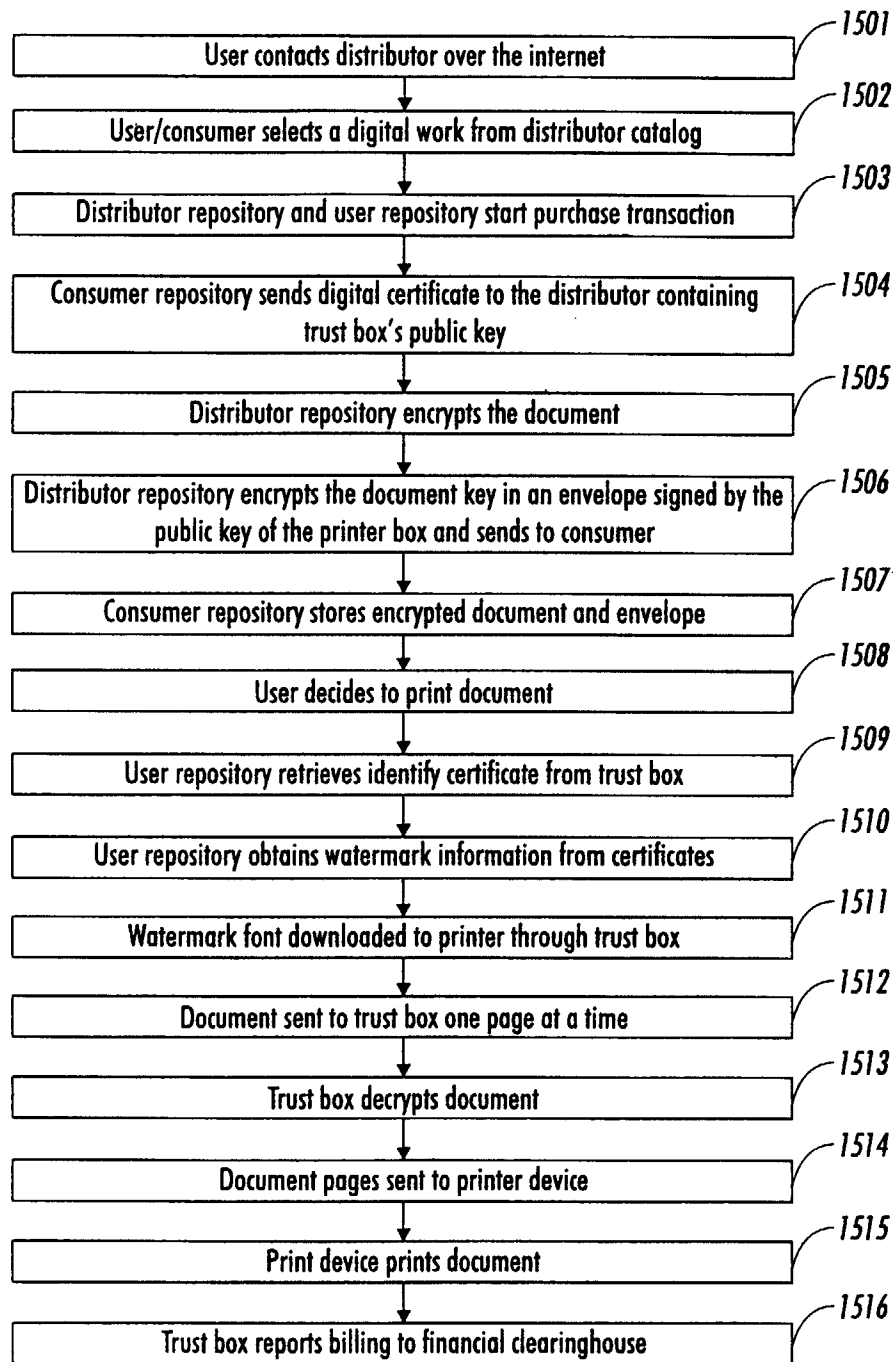 1501
User contacts distributor over the internet
1502
User/consumer selects a digital work from distributor catalog
1503
Distributor repository and user repository start purchase transaction
1504
Consumer repository sends digital certificate to the distributor containing
trust box's public key
1505
Distributor repository encrypts the document
1506
Distributor repository encrypts the document key in an envelope signed by the
public key of the printer box and sends to consumer
1507
Consumer repository stores encrypted document and envelope
1508
User decides to print document
1509
User repository retrieves identify certificate from trust box
1510
User repository obtains watermark information from certificates
1511
Watermark font downloaded to printer through trust box
1512
Document sent to trust box one page at a time
1513
Trust box decrypts document
1514
Document pages sent to printer device
1515
Print device prints document
1516
Trust box reports billing to financial clearinghouse